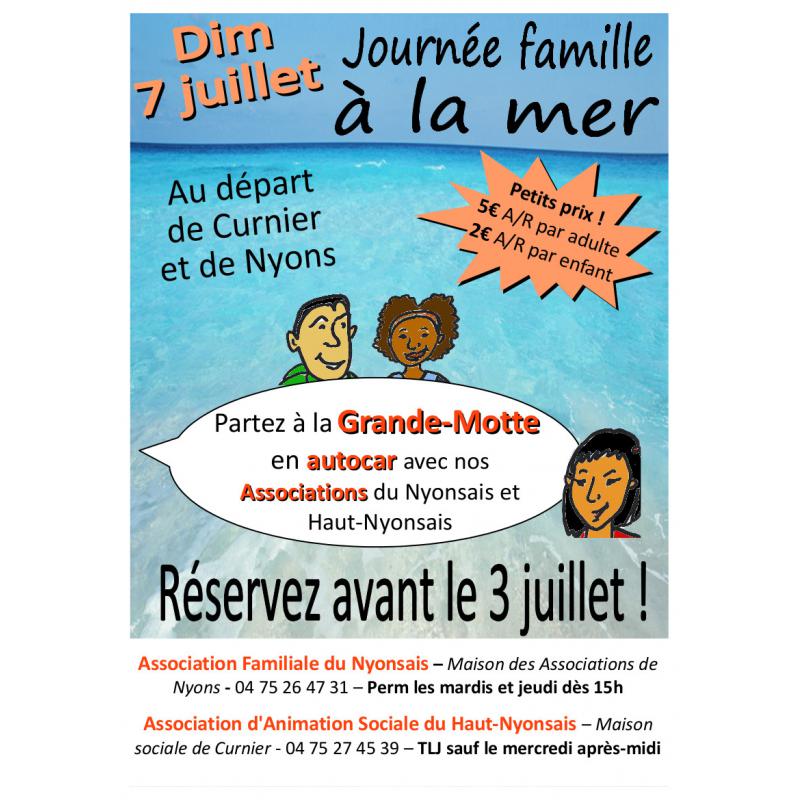 Dim
7 juillet
Journée famille
à la mer
Au départ
de Curnier
et de Nyons
Petits prix !
5€ A/R par adulte
2€ A/R par enfant
Partez à la Grande-Motte
en autocar avec nos
Associations du Nyonsais et
Haut-Nyonsais
Réservez avant le 3 juillet !
Association Familiale du Nyonsais – Maison des Associations de
Nyons - 04 75 26 47 31 – Perm les mardis et jeudi dès 15h
Association d'Animation Sociale du Haut-Nyonsais – Maison
sociale de Curnier - 04 75 27 45 39 – TLJ sauf le mercredi après-midi